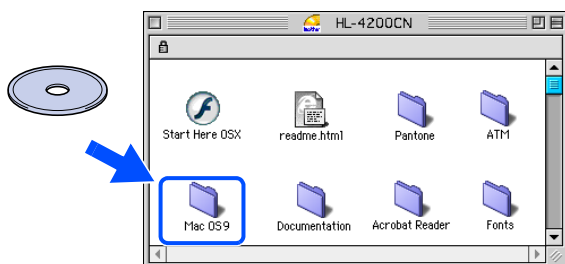 HL-4200CN
Start Here OSX
readme.html
Pantone
ATM
Mac OS9
Documentation
Acrobat Reader
Fonts